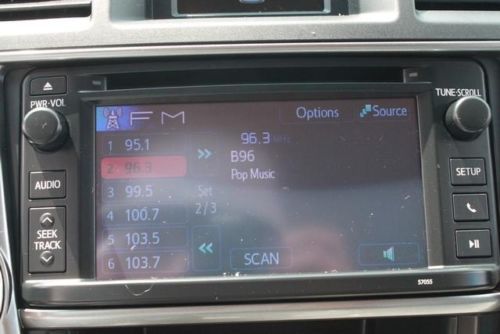 PWR·VOL
TUNE·SCROLL
FM
Options
Source
1 95.1
96.3 MHz
2 96.3
B96
Pop Music
3 99.5
Set
2/3
4 100.7
5 103.5
6 103.7
SCAN
AUDIO
SEEK
TRACK
SETUP
57055